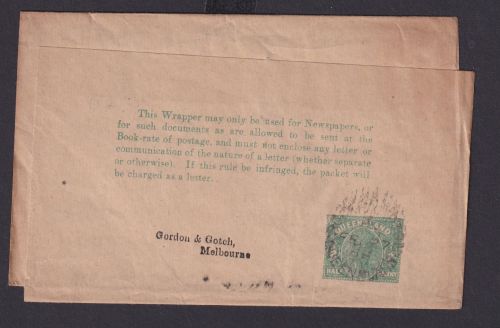 This Wrapper may only be used for Newspapers, or
for such documents as are allowed to be sent at the
Book-rate of postage, and must not enclose any letter or
communication of the nature of a letter (whether separate
or otherwise). If this rule be infringed, the packet will
be charged as a letter.
Gordon & Gotch,
Melbourne
QUEENSLAND
HALF